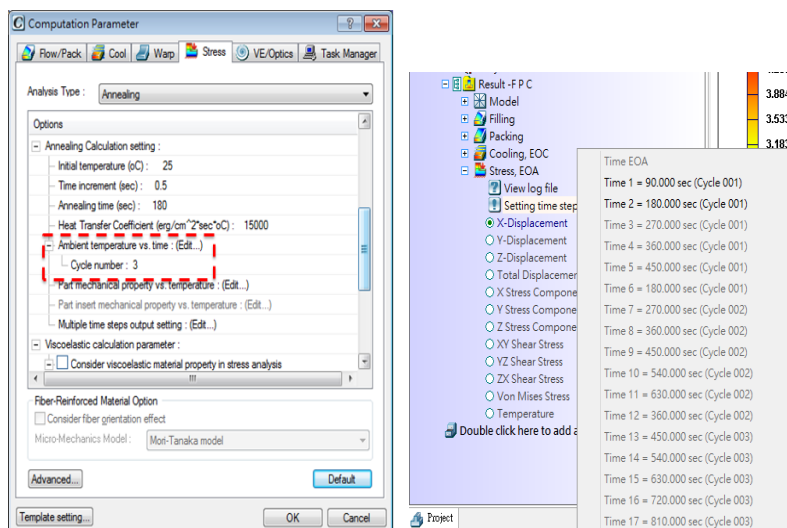 Computation Parameter
Flow/Pack Cool Warp Stress VE/Optics Task Manager
Analysis Type : Annealing
Options
Annealing Calculation setting :
Initial temperature (oC) : 25
Time increment (sec) : 0.5
Annealing time (sec) : 180
Heat Transfer Coefficient (erg/cm^2*sec*oC) : 15000
Ambient temperature vs. time : (Edit...)
Cycle number : 3
Part mechanical property vs. temperature : (Edit...)
Part insert mechanical property vs. temperature : (Edit...)
Multiple time steps output setting : (Edit...)
Viscoelastic calculation parameter :
Consider viscoelastic material property in stress analysis
Fiber-Reinforced Material Option
Consider fiber orientation effect
Micro-Mechanics Model : Mori-Tanaka model
Advanced... Default
Template setting... OK Cancel
Result -F P C
Model
Filling
Packing
Cooling, EOC
Stress, EOA
View log file
Setting time step
X-Displacement
Y-Displacement
Z-Displacement
Total Displacemer
X Stress Compone
Y Stress Compone
Z Stress Compone
XY Shear Stress
YZ Shear Stress
ZX Shear Stress
Von Mises Stress
Temperature
Double click here to add a
Project
3.884
3.533
3.183
Time EOA
Time 1 = 90.000 sec (Cycle 001)
Time 2 = 180.000 sec (Cycle 001)
Time 3 = 270.000 sec (Cycle 001)
Time 4 = 360.000 sec (Cycle 001)
Time 5 = 450.000 sec (Cycle 001)
Time 6 = 180.000 sec (Cycle 001)
Time 7 = 270.000 sec (Cycle 002)
Time 8 = 360.000 sec (Cycle 002)
Time 9 = 450.000 sec (Cycle 002)
Time 10 = 540.000 sec (Cycle 002)
Time 11 = 630.000 sec (Cycle 002)
Time 12 = 360.000 sec (Cycle 002)
Time 13 = 450.000 sec (Cycle 003)
Time 14 = 540.000 sec (Cycle 003)
Time 15 = 630.000 sec (Cycle 003)
Time 16 = 720.000 sec (Cycle 003)
Time 17 = 810.000 sec (Cycle 003)